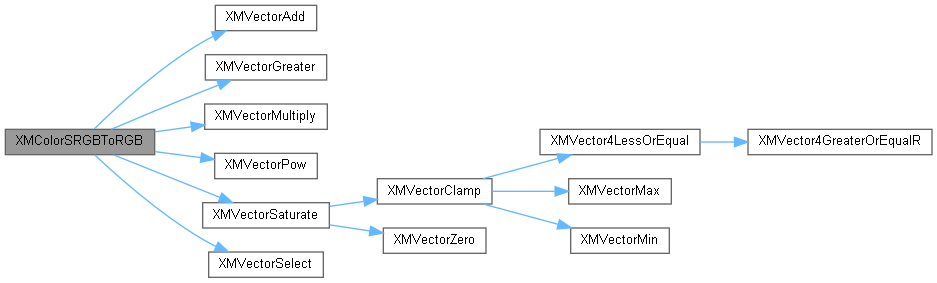 XMVectorAdd
XMVectorGreater
XMVectorMultiply
XMColorSRGBToRGB
XMVector4LessOrEqual
XMVector4GreaterOrEqualR
XMVectorPow
XMVectorClamp
XMVectorMax
XMVectorSaturate
XMVectorZero
XMVectorMin
XMVectorSelect